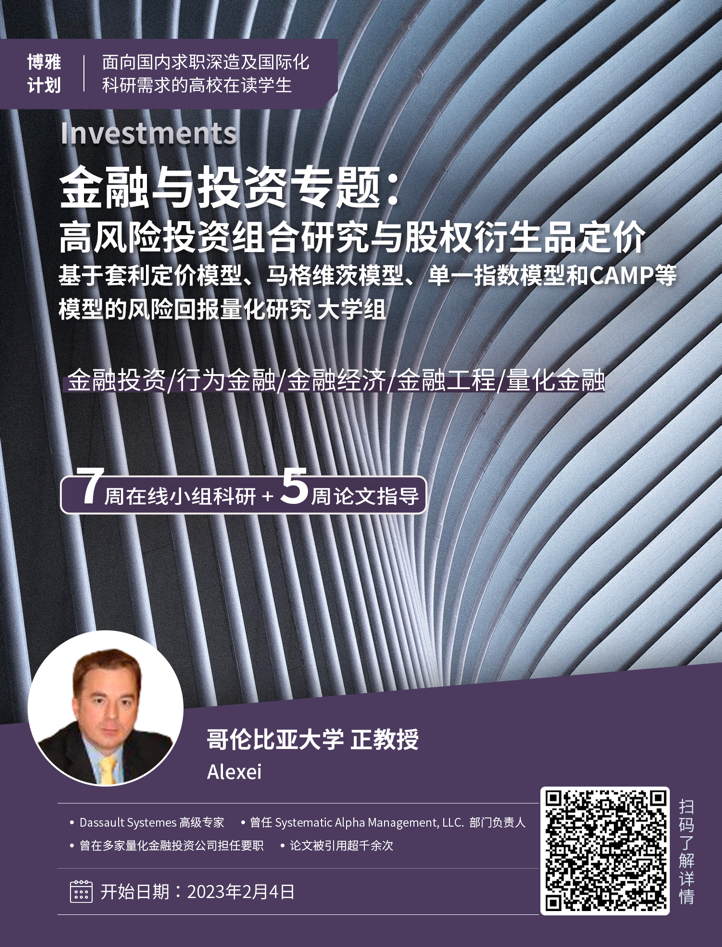 博雅
计划
面向国内求职深造及国际化
科研需求的高校在读学生
Investments
金融与投资专题：
高风险投资组合研究与股权衍生品定价
基于套利定价模型、马格维茨模型、单一指数模型和CAMP等
模型的风险回报量化研究 大学组
金融投资/行为金融/金融经济/金融工程/量化金融
7周在线小组科研 + 5周论文指导
哥伦比亚大学 正教授
Alexei
• Dassault Systemes 高级专家 • 曾任 Systematic Alpha Management, LLC. 部门负责人
• 曾在多家量化金融投资公司担任要职 • 论文被引用超千余次
开始日期：2023年2月4日
扫码了解详情